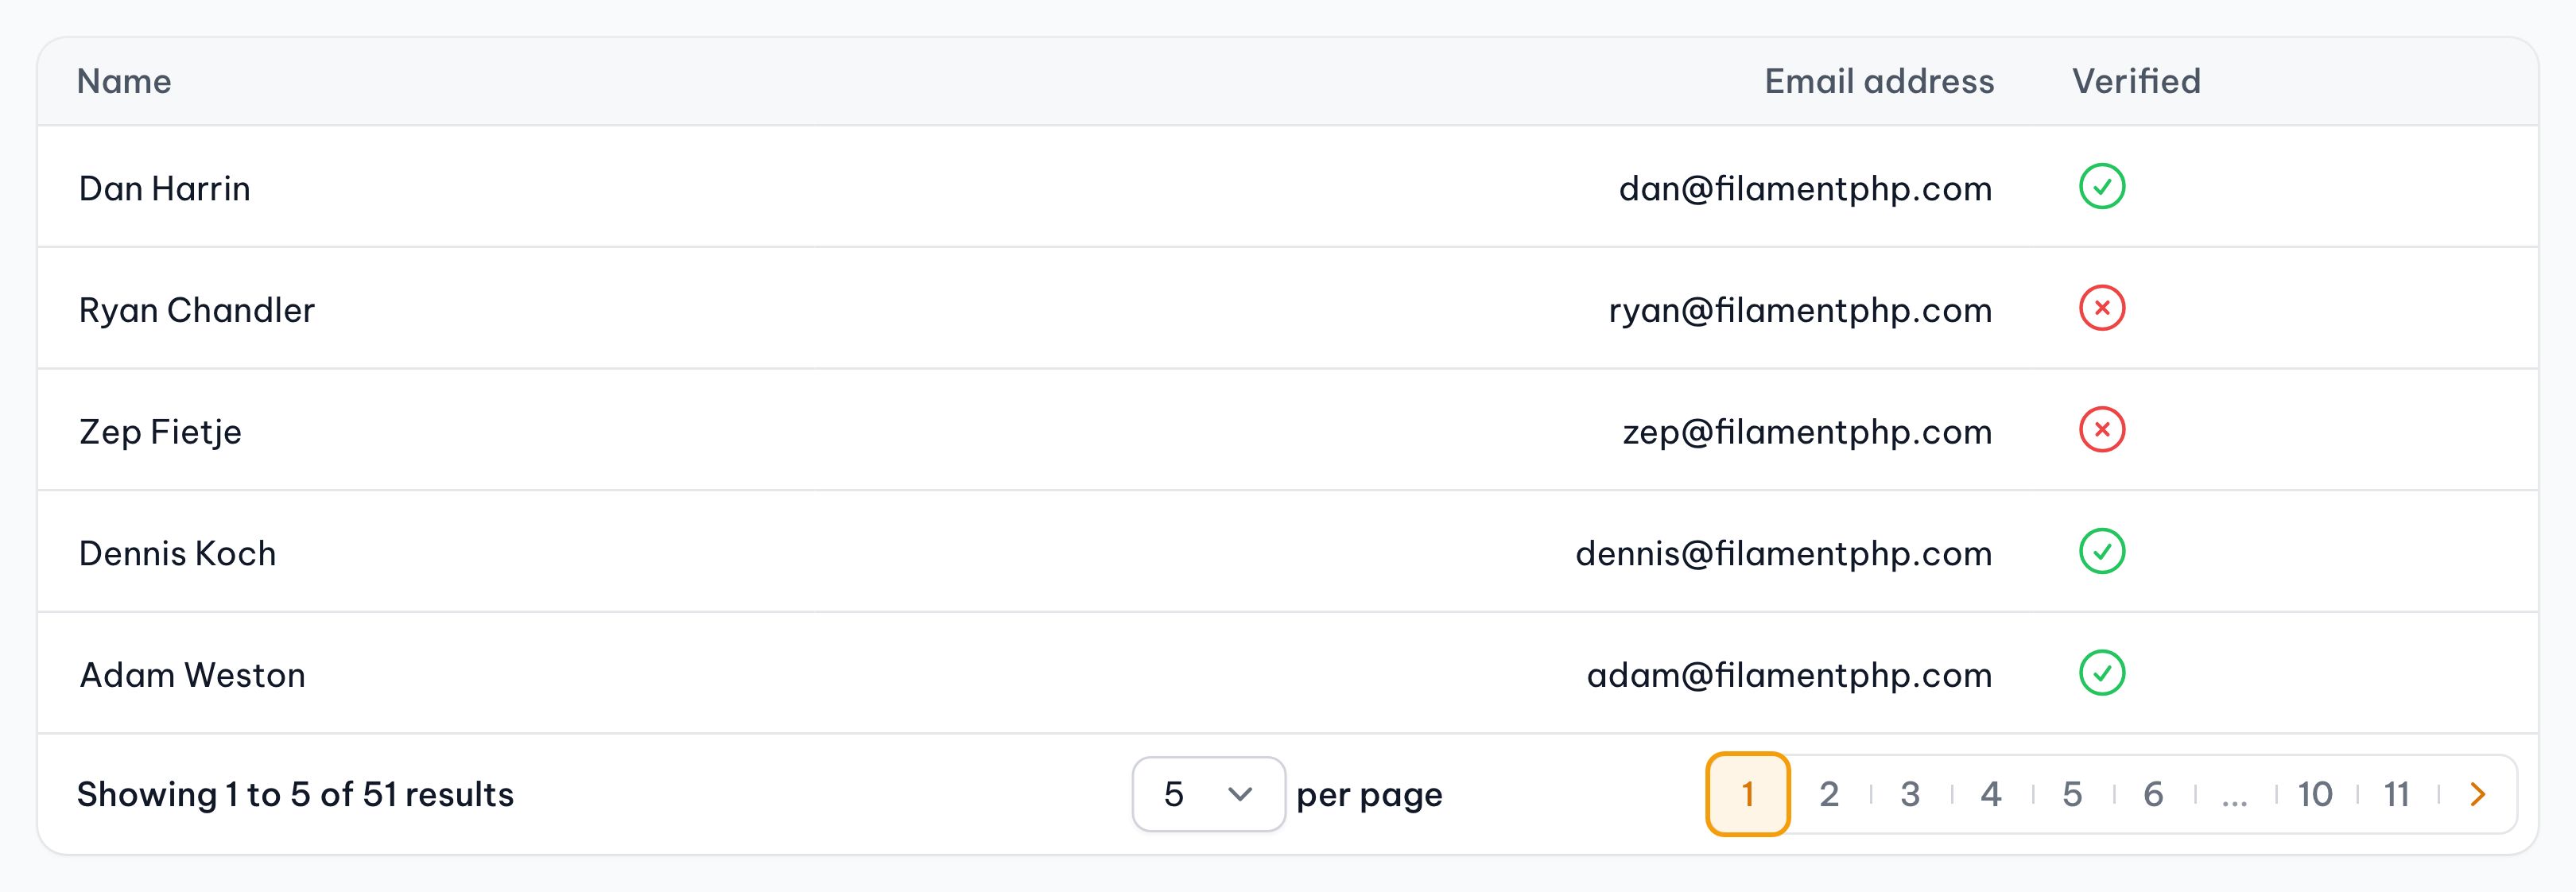 Name Email address Verified
Dan Harrin dan@filamentphp.com
Ryan Chandler ryan@filamentphp.com
Zep Fietje zep@filamentphp.com
Dennis Koch dennis@filamentphp.com
Adam Weston adam@filamentphp.com
Showing 1 to 5 of 51 results 5 per page 1 2 3 4 5 6 ... 10 11